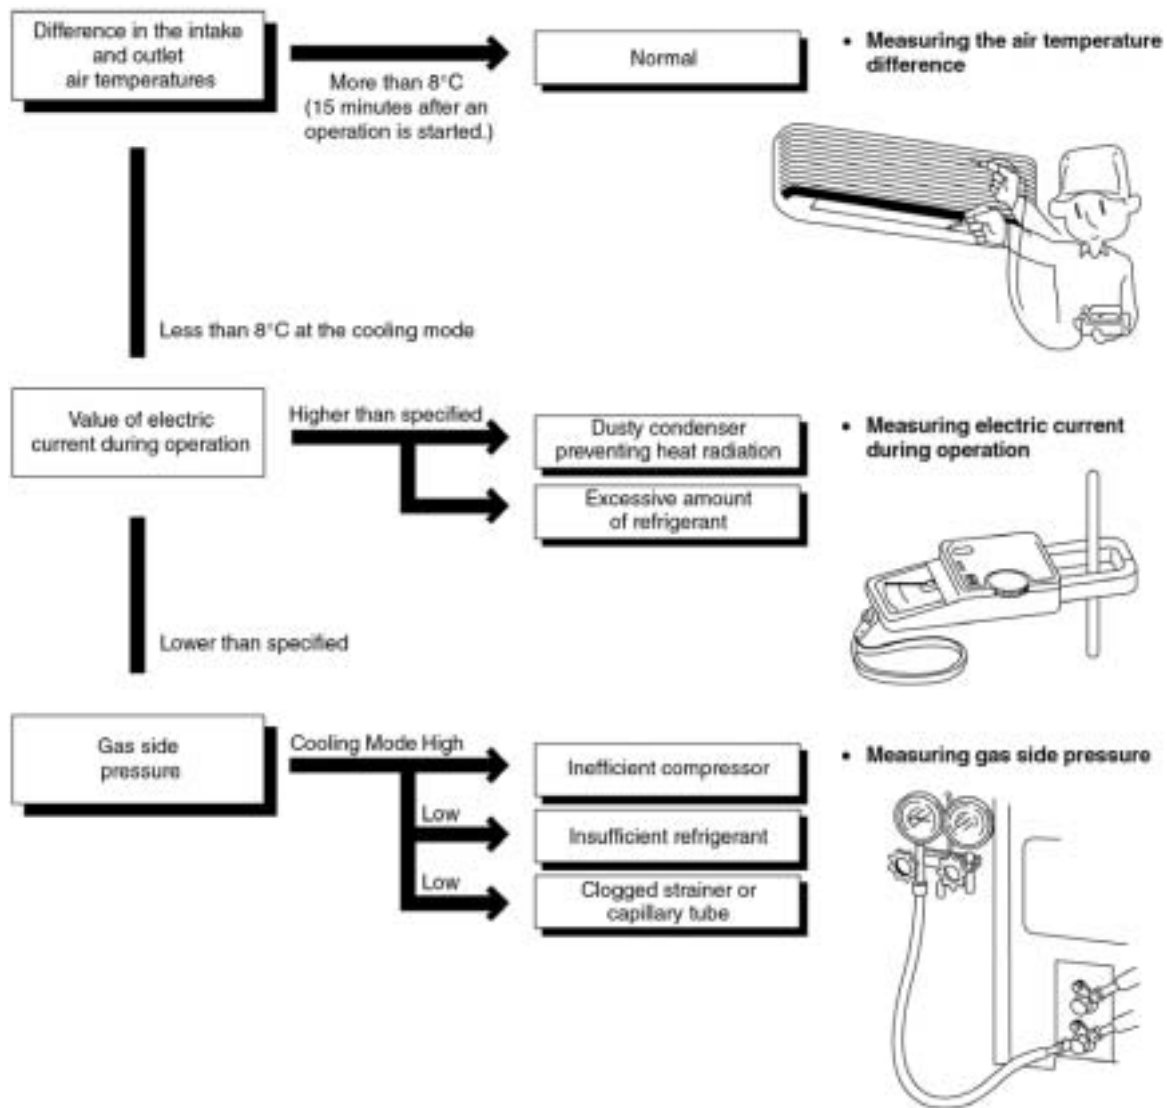 Difference in the intake
and outlet
air temperatures
More than 8°C
(15 minutes after an
operation is started.)
Normal
• Measuring the air temperature
difference
Less than 8°C at the cooling mode
Value of electric
current during operation
Higher than specified
Dusty condenser
preventing heat radiation
Excessive amount
of refrigerant
• Measuring electric current
during operation
Lower than specified
Gas side
pressure
Cooling Mode High
Inefficient compressor
Low
Insufficient refrigerant
Low
Clogged strainer or
capillary tube
• Measuring gas side pressure